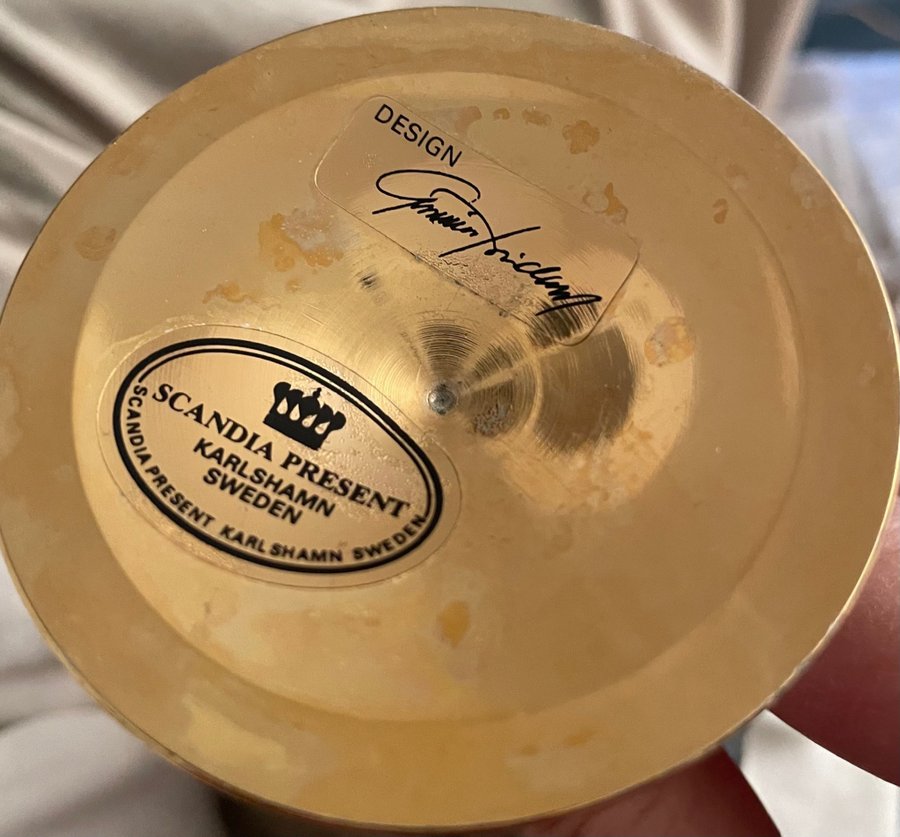 DESIGN
SCANDIA PRESENT
KARLSHAMN
SWEDEN
SCANDIA PRESENT KARLSHAMN SWEDEN